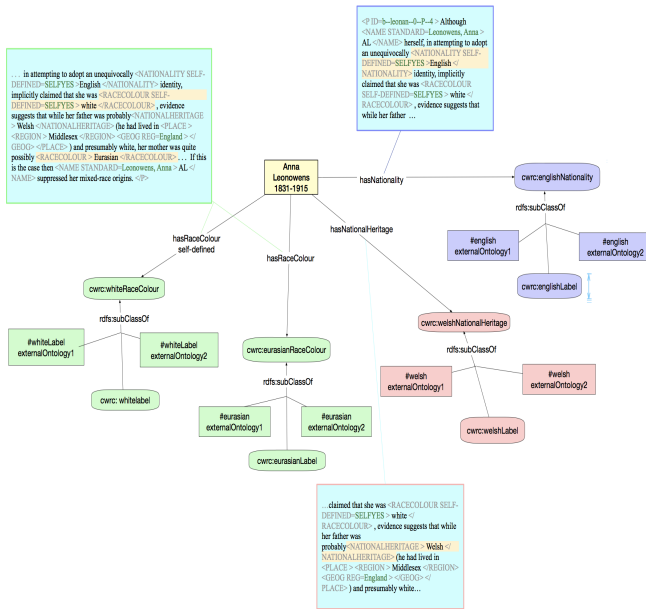 <P ID=b--leonan--0--P--4 > Although
<NAME STANDARD=Leonowens, Anna >
AL </NAME> herself, in attempting to adopt
an unequivocally <NATIONALITY SELF-
DEFINED=SELFYES >English </
NATIONALITY> identity, implicitly
claimed that she was <RACECOLOUR
SELF-DEFINED=SELFYES > white </
RACECOLOUR> , evidence suggests that
while her father …
… in attempting to adopt an unequivocally <NATIONALITY SELF-
DEFINED=SELFYES >English </NATIONALITY> identity,
implicitly claimed that she was <RACECOLOUR SELF-
DEFINED=SELFYES > white </RACECOLOUR> , evidence
suggests that while her father was probably<NATIONALHERITAGE
> Welsh </NATIONALHERITAGE> (he had lived in <PLACE >
<REGION > Middlesex </REGION> <GEOG REG=England > </
GEOG> </PLACE> ) and presumably white, her mother was quite
possibly <RACECOLOUR > Eurasian </RACECOLOUR> … If this
is the case then <NAME STANDARD=Leonowens, Anna > AL </
NAME> suppressed her mixed-race origins. </P>
Anna
Leonowens
1831-1915
hasNationality
cwrc:englishNationality
rdfs:subClassOf
#english
externalOntology1
#english
externalOntology2
cwrc:englishLabel
hasRaceColour
self-defined
hasRaceColour
hasNationalHeritage
cwrc:whiteRaceColour
rdfs:subClassOf
#whiteLabel
externalOntology1
#whiteLabel
externalOntology2
cwrc: whitelabel
cwrc:eurasianRaceColour
rdfs:subClassOf
#eurasian
externalOntology1
#eurasian
externalOntology2
cwrc:eurasianLabel
cwrc:welshNationalHeritage
rdfs:subClassOf
#welsh
externalOntology1
#welsh
externalOntology2
cwrc:welshLabel
…claimed that she was <RACECOLOUR SELF-
DEFINED=SELFYES > white </
RACECOLOUR> , evidence suggests that while
her father was
probably<NATIONALHERITAGE > Welsh </
NATIONALHERITAGE> (he had lived in
<PLACE > <REGION > Middlesex </REGION>
<GEOG REG=England > </GEOG> </
PLACE> ) and presumably white…